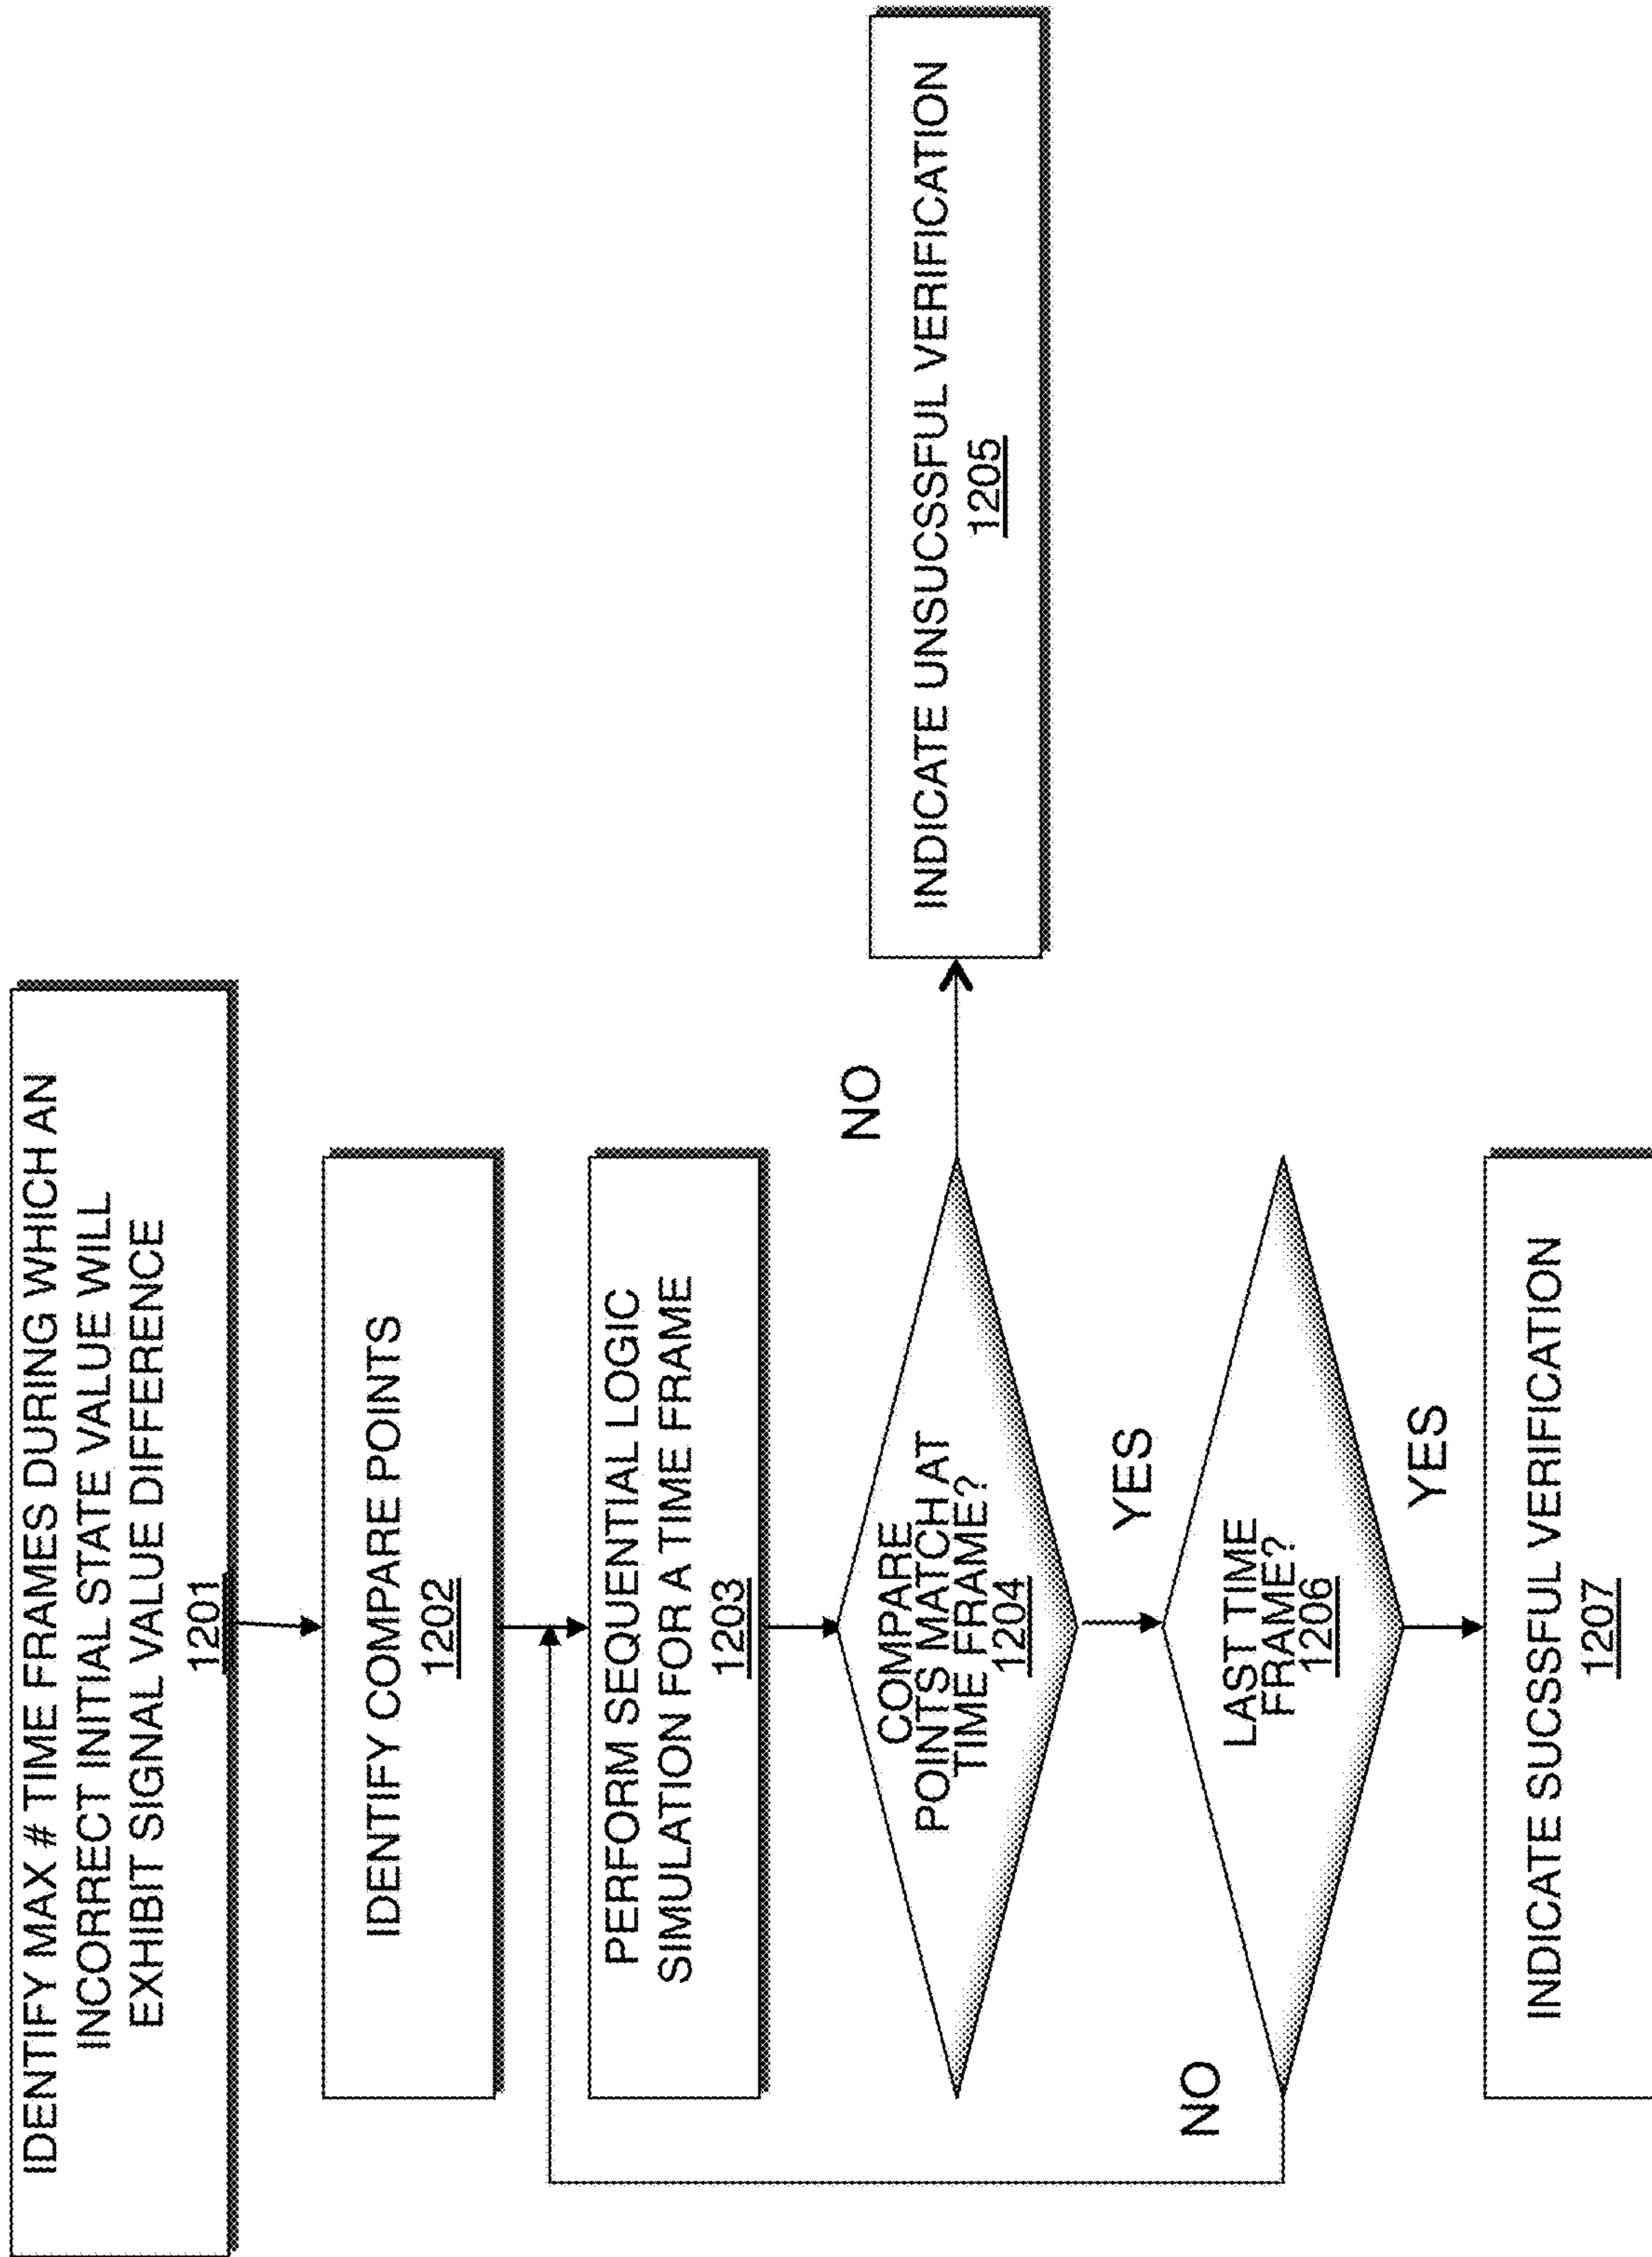 IDENTIFY MAX # TIME FRAMES DURING WHICH AN
INCORRECT INITIAL STATE VALUE WILL
EXHIBIT SIGNAL VALUE DIFFERENCE
1201
IDENTIFY COMPARE POINTS
1202
PERFORM SEQUENTIAL LOGIC
SIMULATION FOR A TIME FRAME
1203
COMPARE
POINTS MATCH AT
TIME FRAME?
1204
NO
INDICATE UNSUCSSFUL VERIFICATION
1205
YES
LAST TIME
FRAME?
1206
NO
YES
INDICATE SUCSSFUL VERIFICATION
1207